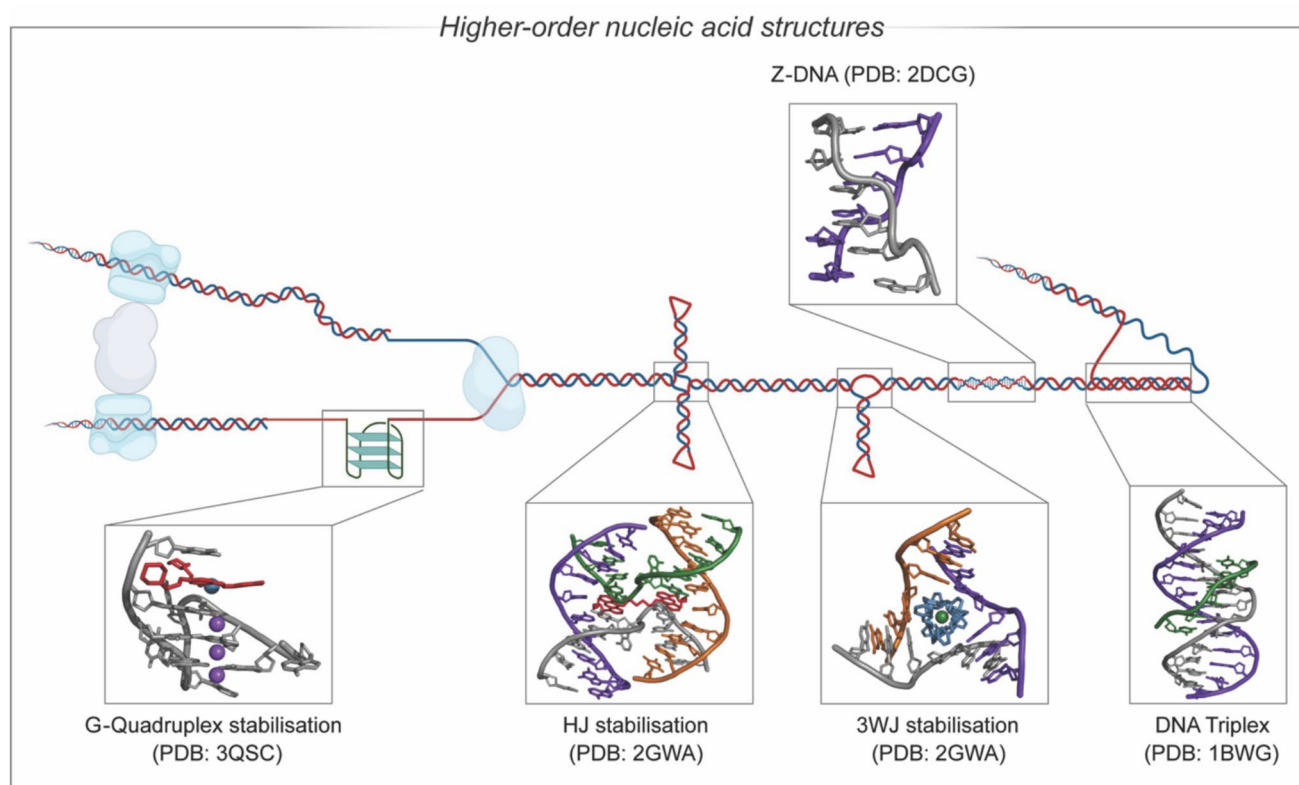 Higher-order nucleic acid structures
Z-DNA (PDB: 2DCG)
G-Quadruplex stabilisation
(PDB: 3QSC)
HJ stabilisation
(PDB: 2GWA)
3WJ stabilisation
(PDB: 2GWA)
DNA Triplex
(PDB: 1BWG)